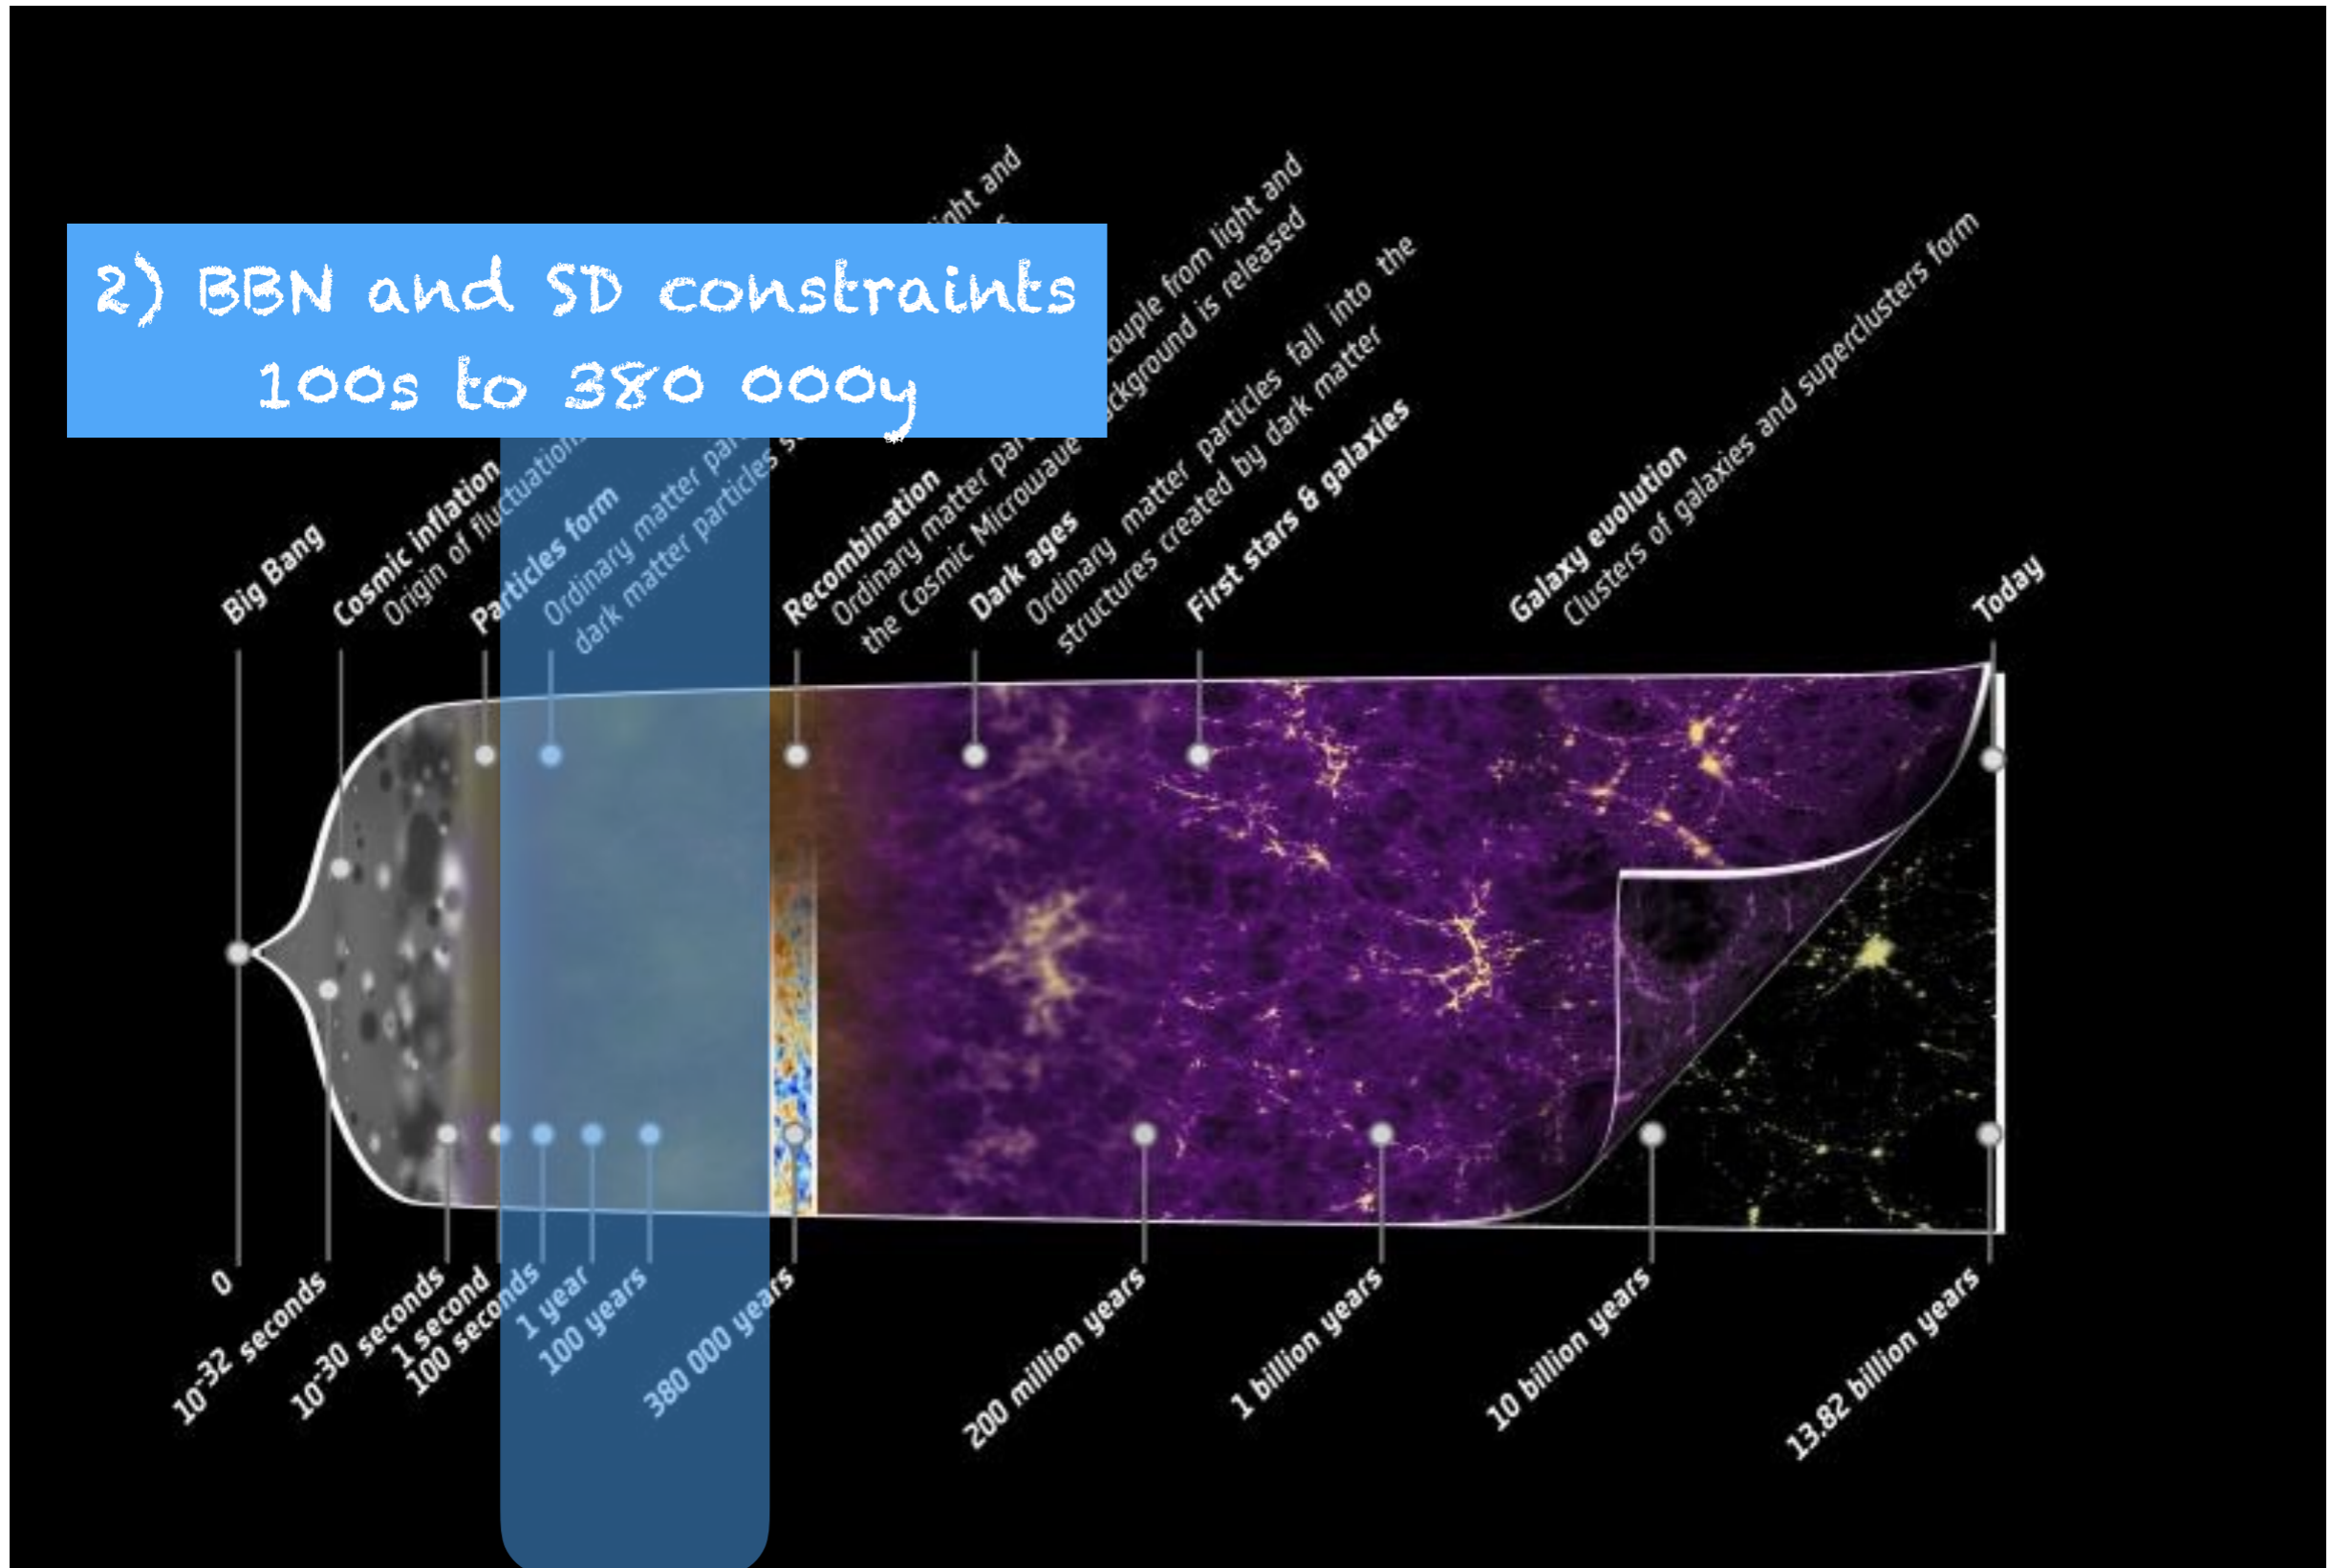 2) BBN and SD constraints
100s to 380 000y
Big Bang
Cosmic inflation
Origin of fluctuations
Particles form
Ordinary matter
dark matter particles
light and
Recombination
Ordinary matter couple from light and
the Cosmic Microwave ckground is released
Dark ages
Ordinary matter particles fall into the
structures created by dark matter
First stars & galaxies
Galaxy evolution
Clusters of galaxies and superclusters form
Today
0
10-32 seconds
10-30 seconds
1 second
100 seconds
1 year
100 years
380 000 years
200 million years
1 billion years
10 billion years
13.82 billion years